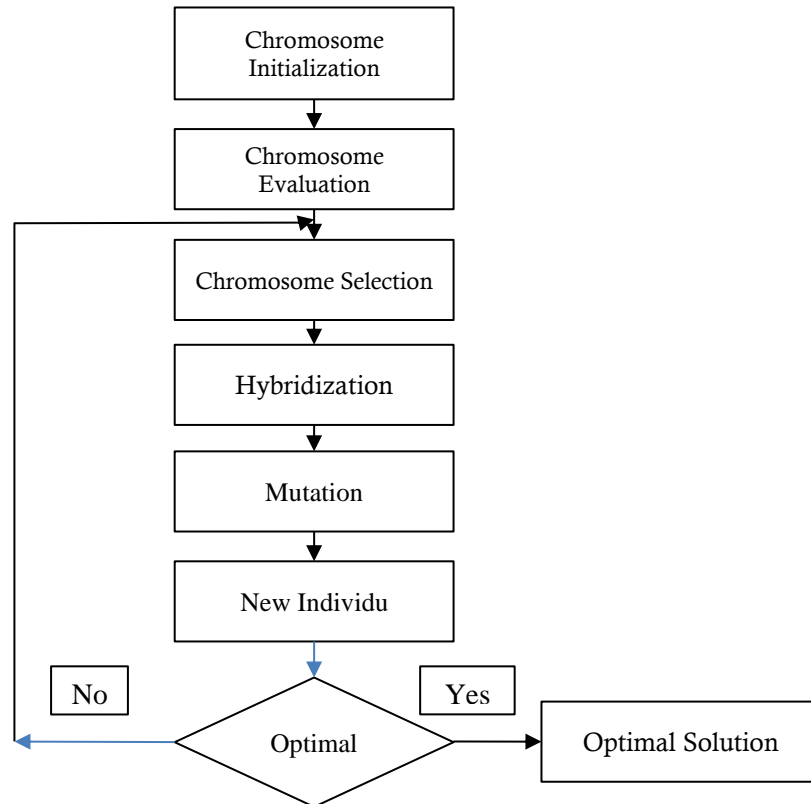 Chromosome
Initialization
Chromosome
Evaluation
Chromosome Selection
Hybridization
Mutation
New Individu
No
Yes
Optimal
Optimal Solution